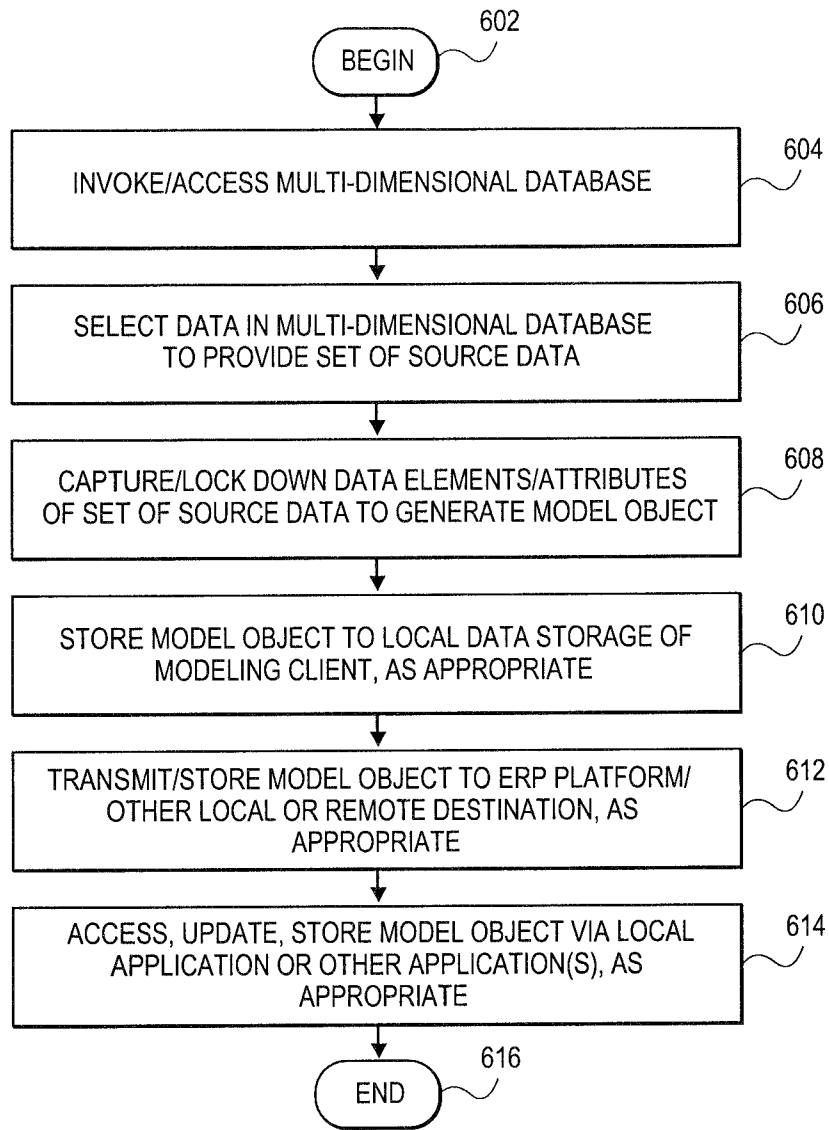 602
BEGIN
604
INVOKE/ACCESS MULTI-DIMENSIONAL DATABASE
606
SELECT DATA IN MULTI-DIMENSIONAL DATABASE
TO PROVIDE SET OF SOURCE DATA
608
CAPTURE/LOCK DOWN DATA ELEMENTS/ATTRIBUTES
OF SET OF SOURCE DATA TO GENERATE MODEL OBJECT
610
STORE MODEL OBJECT TO LOCAL DATA STORAGE OF
MODELING CLIENT, AS APPROPRIATE
612
TRANSMIT/STORE MODEL OBJECT TO ERP PLATFORM/
OTHER LOCAL OR REMOTE DESTINATION, AS
APPROPRIATE
614
ACCESS, UPDATE, STORE MODEL OBJECT VIA LOCAL
APPLICATION OR OTHER APPLICATION(S), AS
APPROPRIATE
616
END